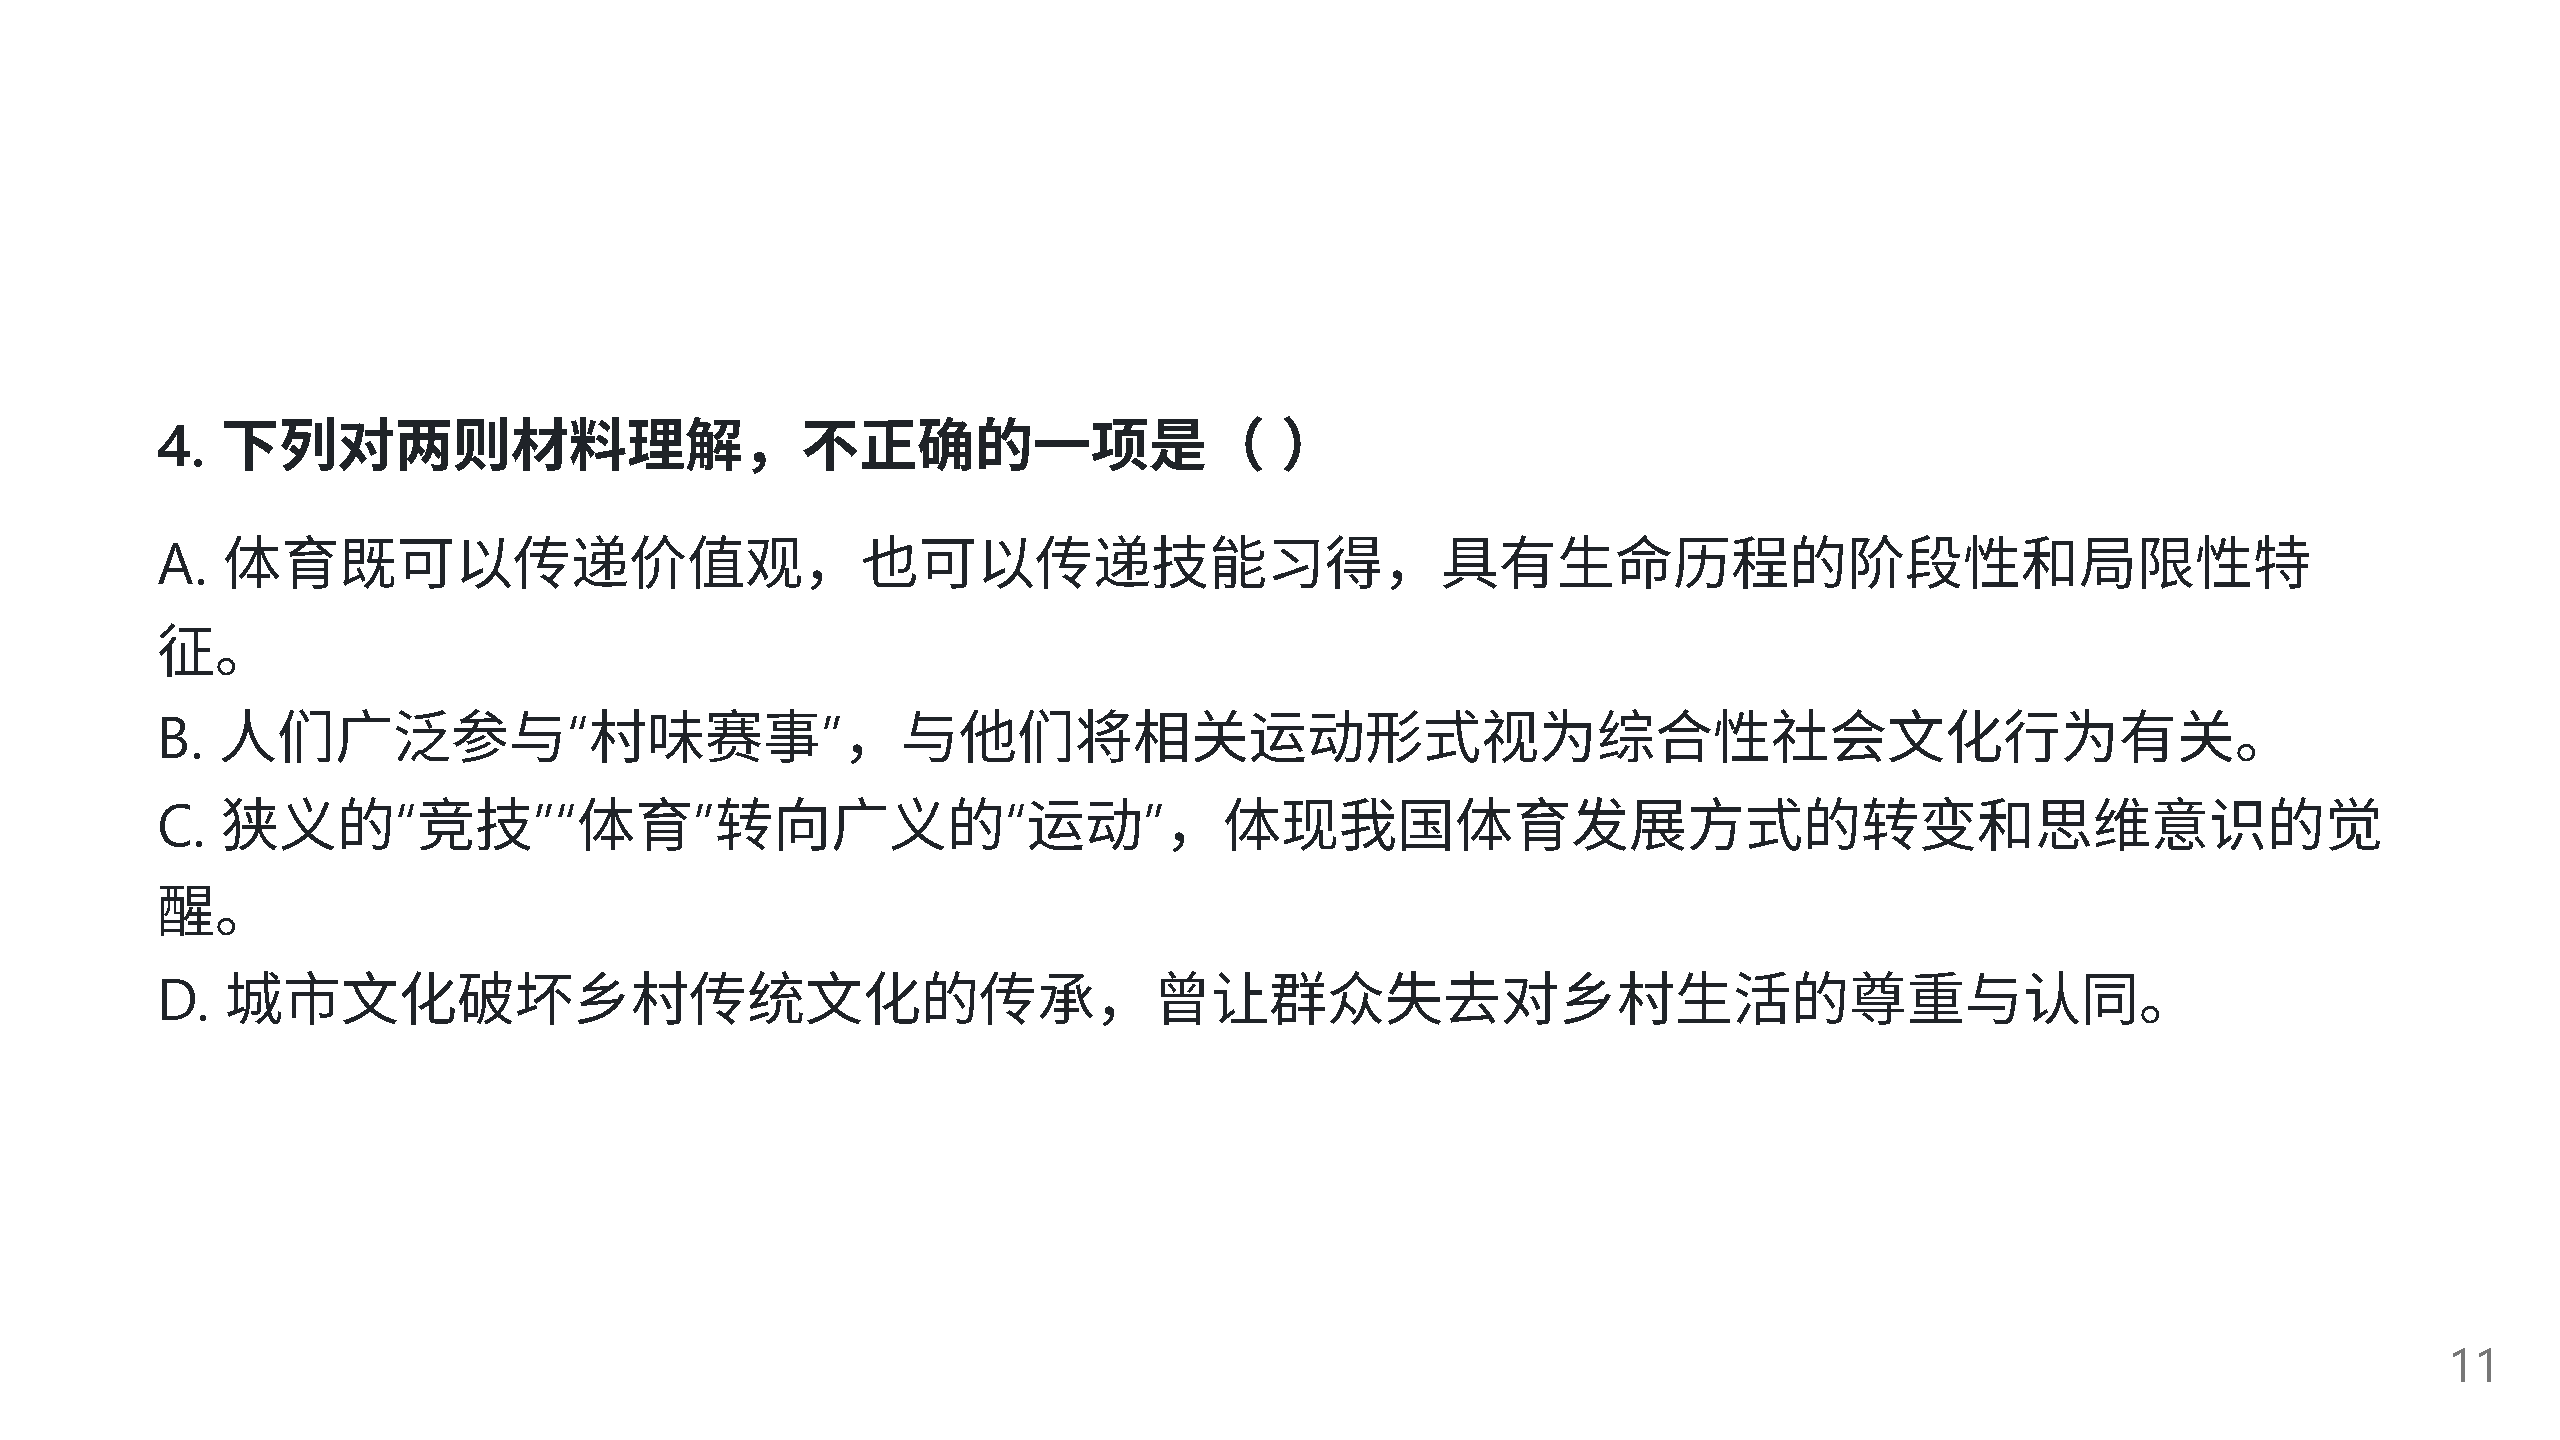 4. 下列对两则材料理解，不正确的一项是（ ）
A. 体育既可以传递价值观，也可以传递技能习得，具有生命历程的阶段性和局限性特
征。
B. 人们广泛参与“村味赛事”，与他们将相关运动形式视为综合性社会文化行为有关。
C. 狭义的“竞技”“体育”转向广义的“运动”，体现我国体育发展方式的转变和思维意识的觉
醒。
D. 城市文化破坏乡村传统文化的传承，曾让群众失去对乡村生活的尊重与认同。
11